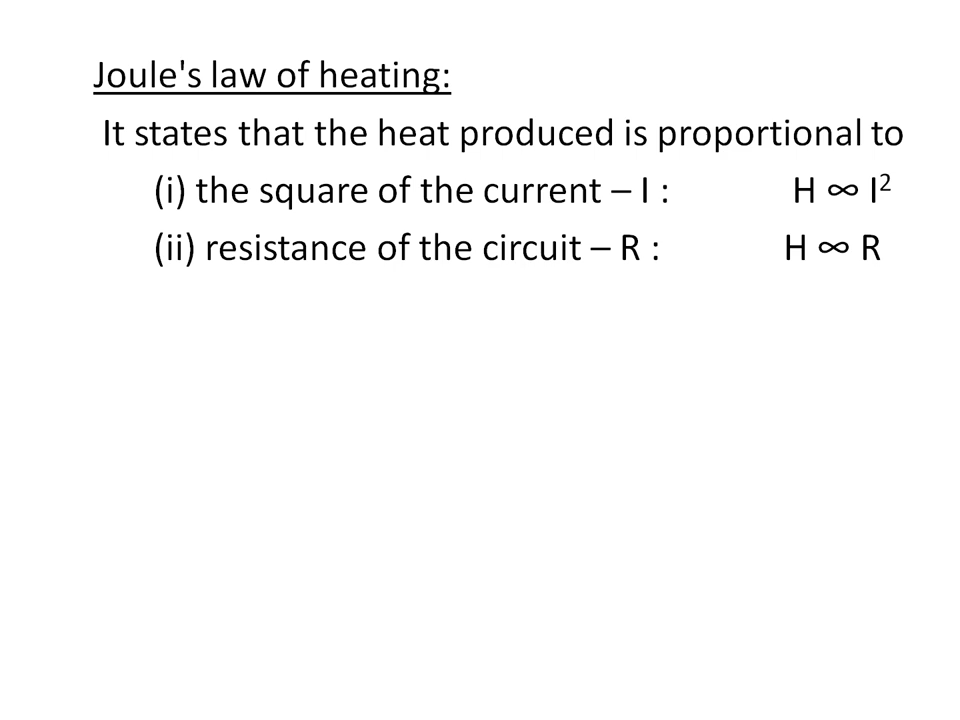 Joule's law of heating:
It states that the heat produced is proportional to
(i) the square of the current – I : H ∞ I²
(ii) resistance of the circuit – R : H ∞ R